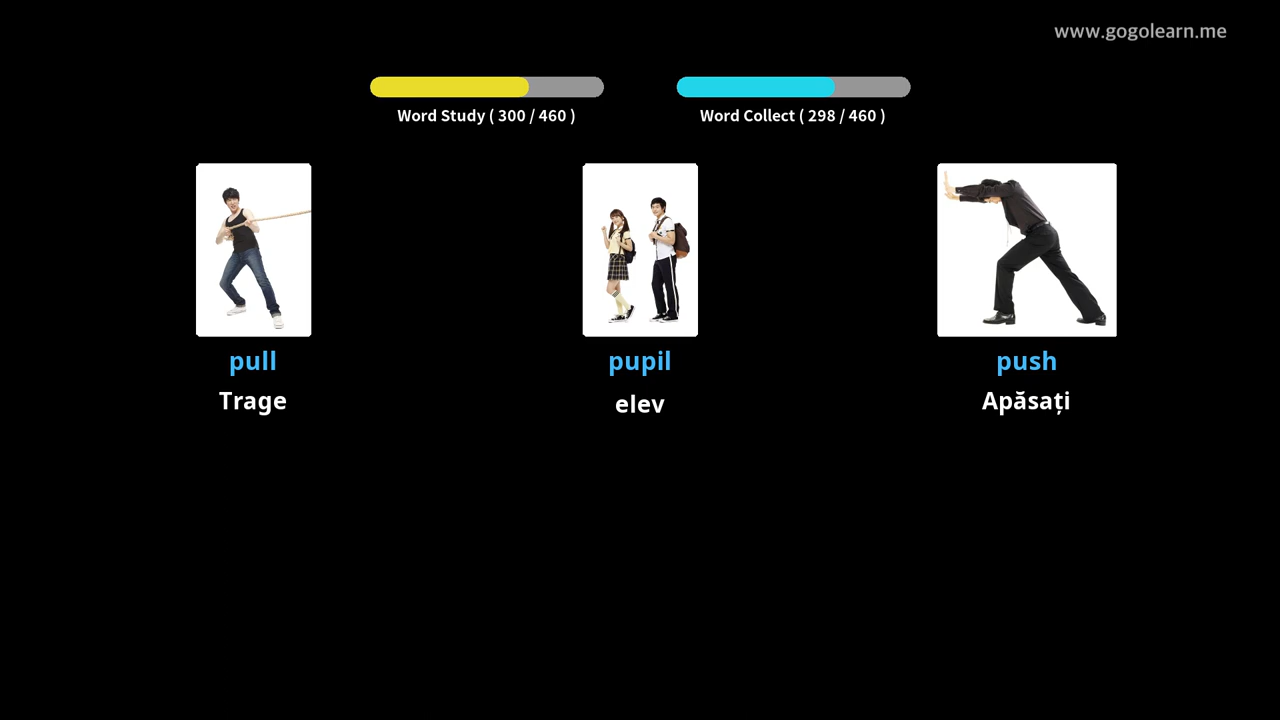 www.gogolearn.me
Word Study ( 300 / 460 )
Word Collect ( 298 / 460 )
pull
Trage
pupil
elev
push
Apăsați